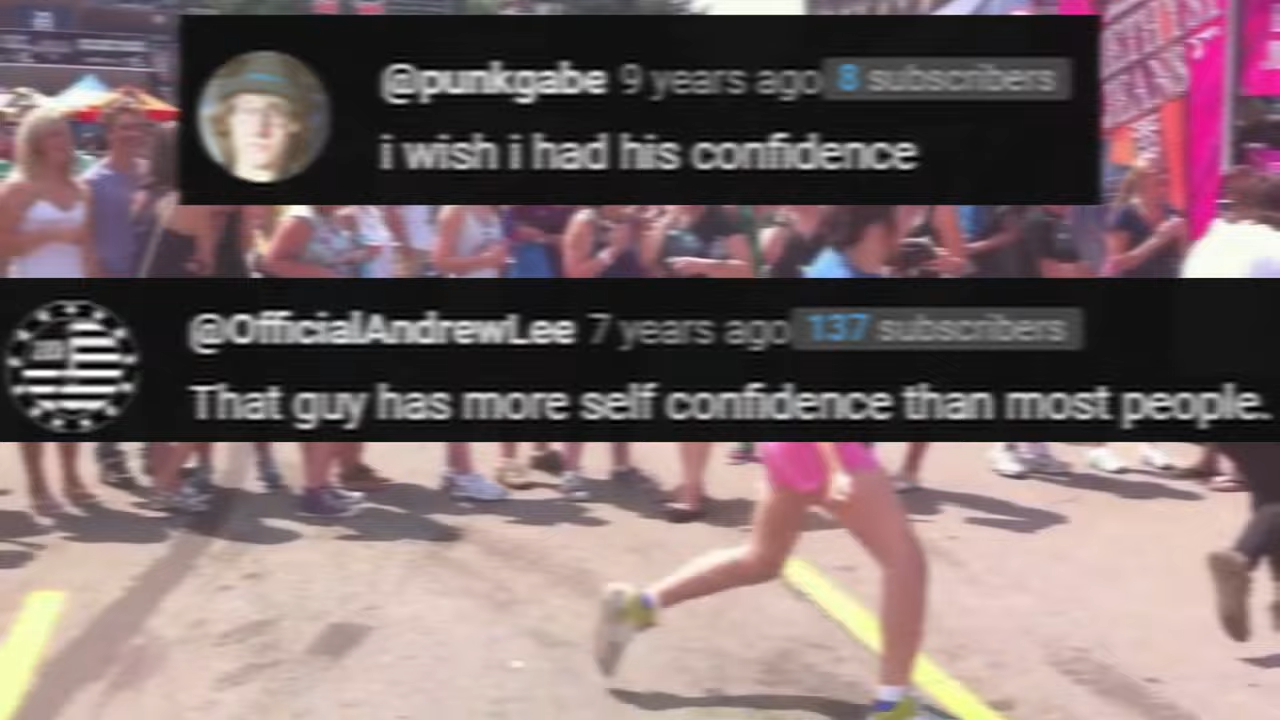 @punkgabe 9 years ago 8 subscribers
i wish i had his confidence
@OfficialAndrewLee 7 years ago 137 subscribers
That guy has more self confidence than most people.